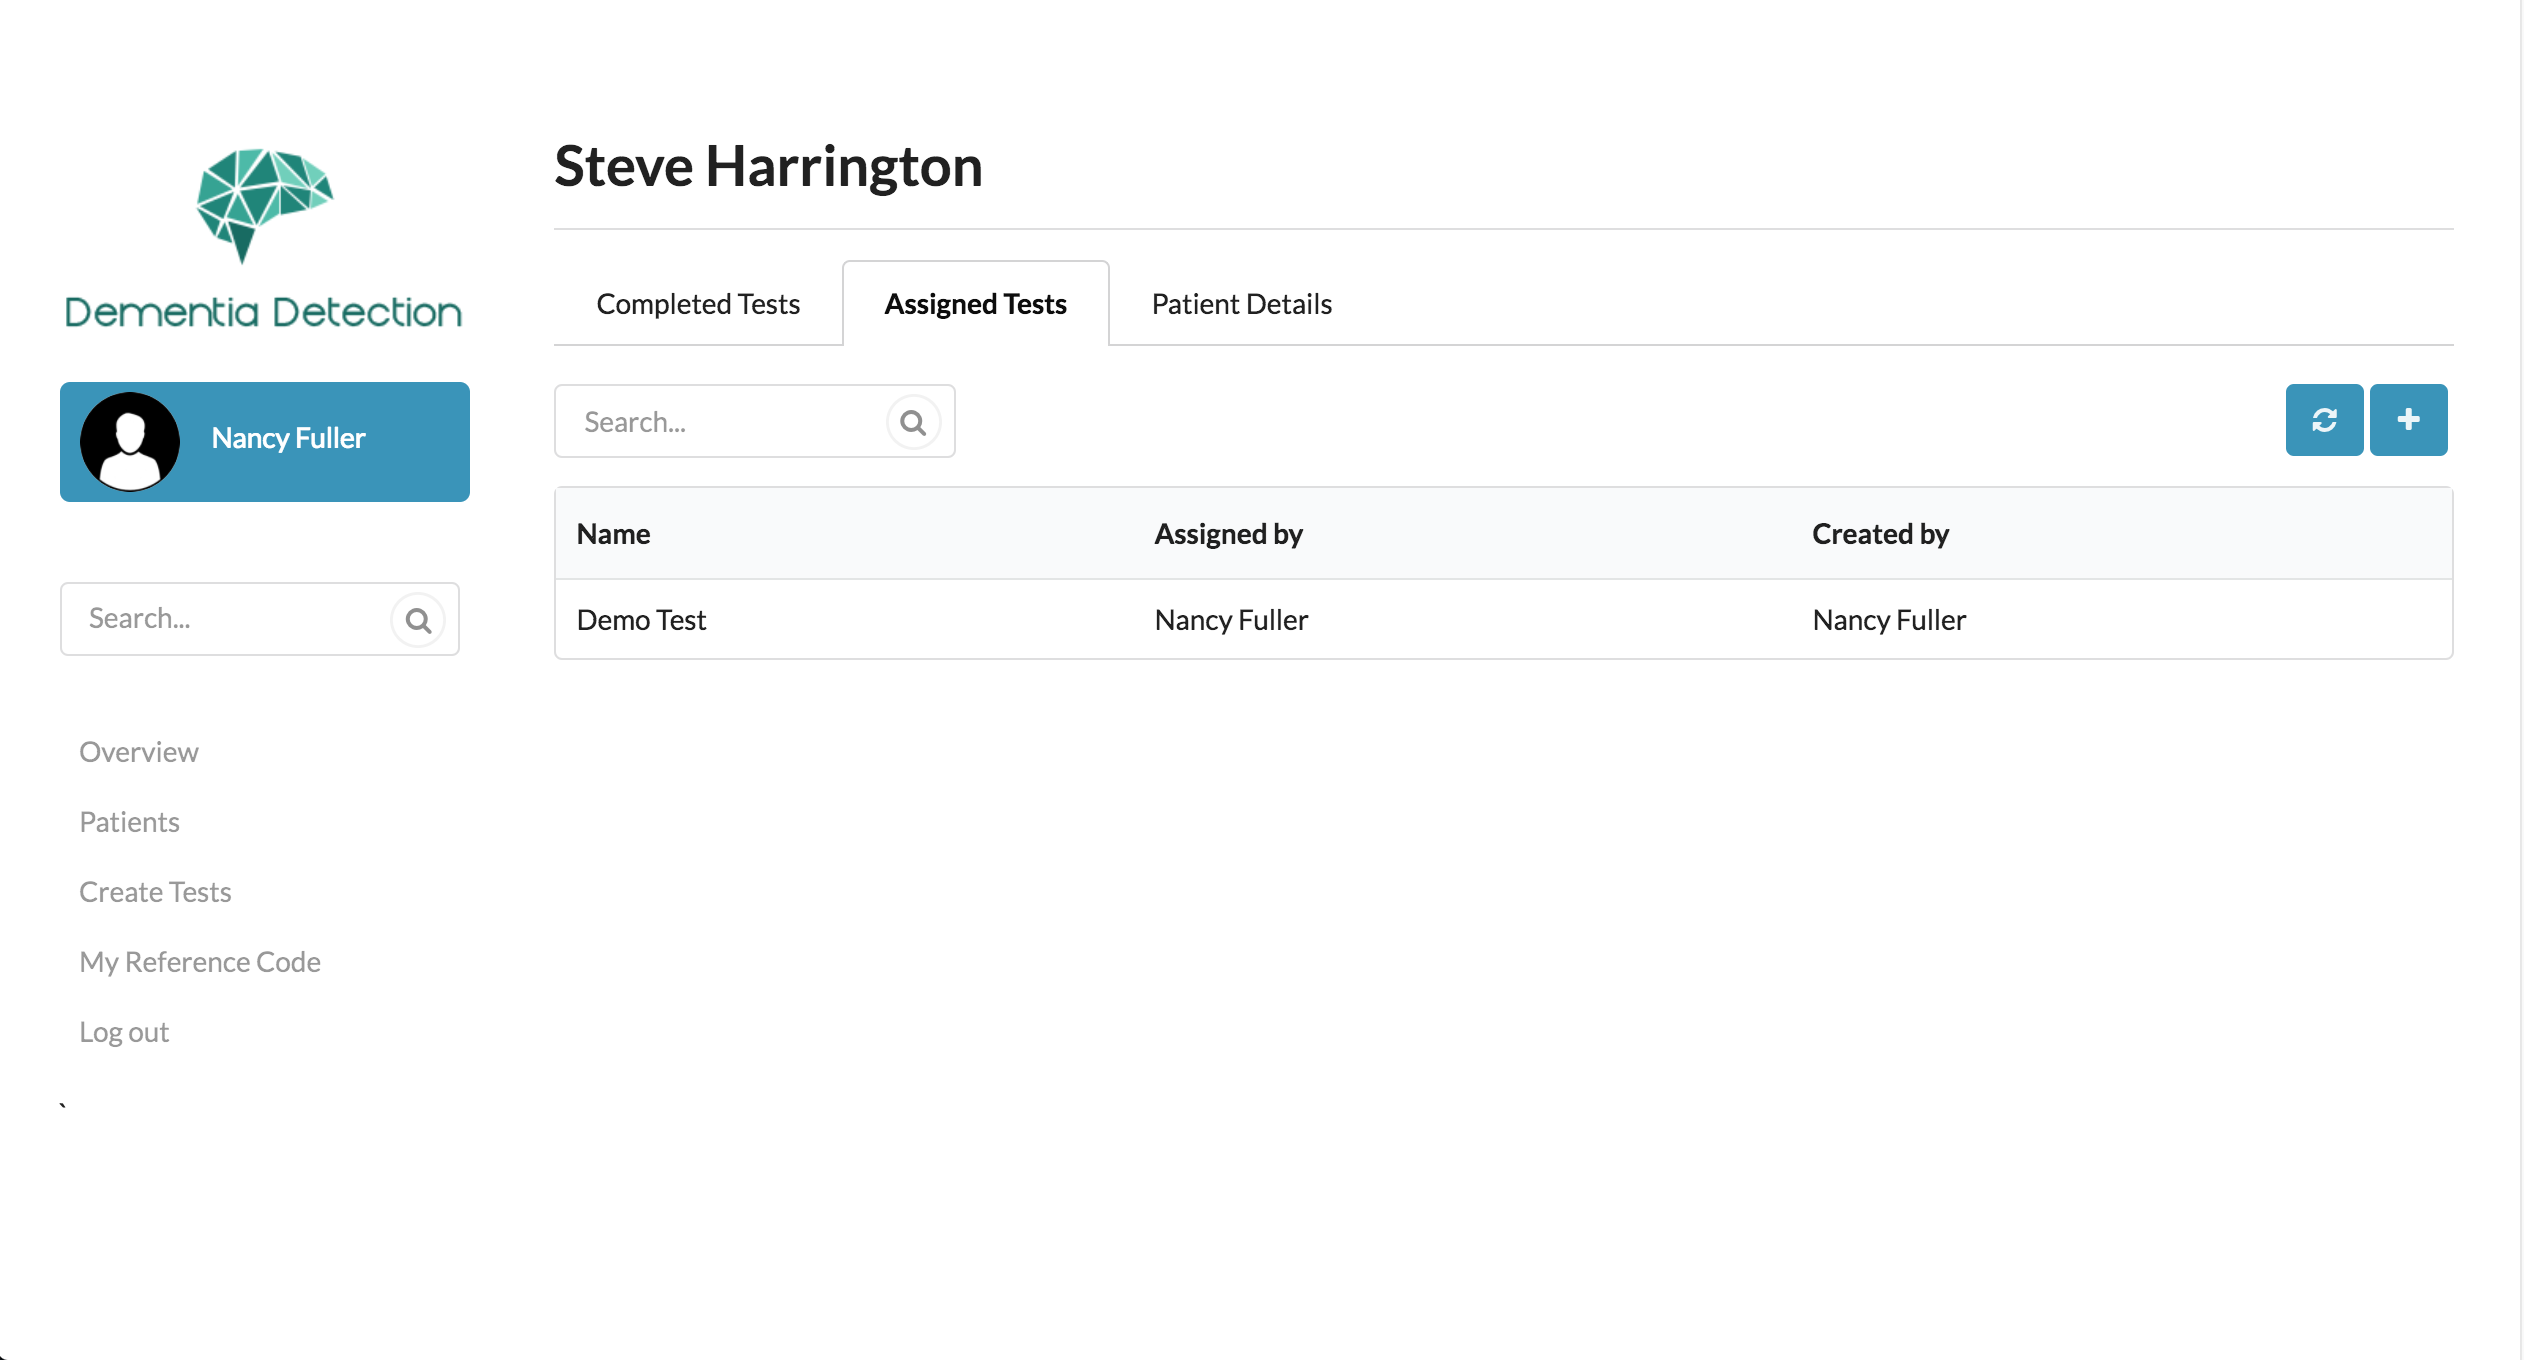 Dementia Detection
Nancy Fuller
Search...
Overview
Patients
Create Tests
My Reference Code
Log out
`
Steve Harrington
Completed Tests Assigned Tests Patient Details
Search...
Name Assigned by Created by
Demo Test Nancy Fuller Nancy Fuller